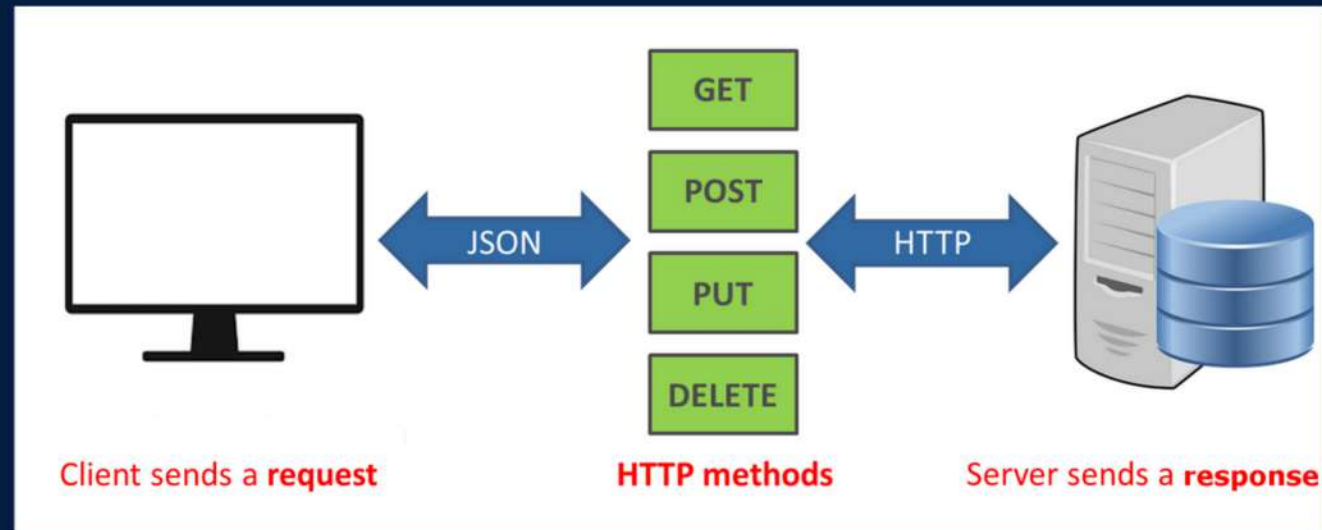 GET
POST
JSON
HTTP
PUT
DELETE
Client sends a request
HTTP methods
Server sends a response